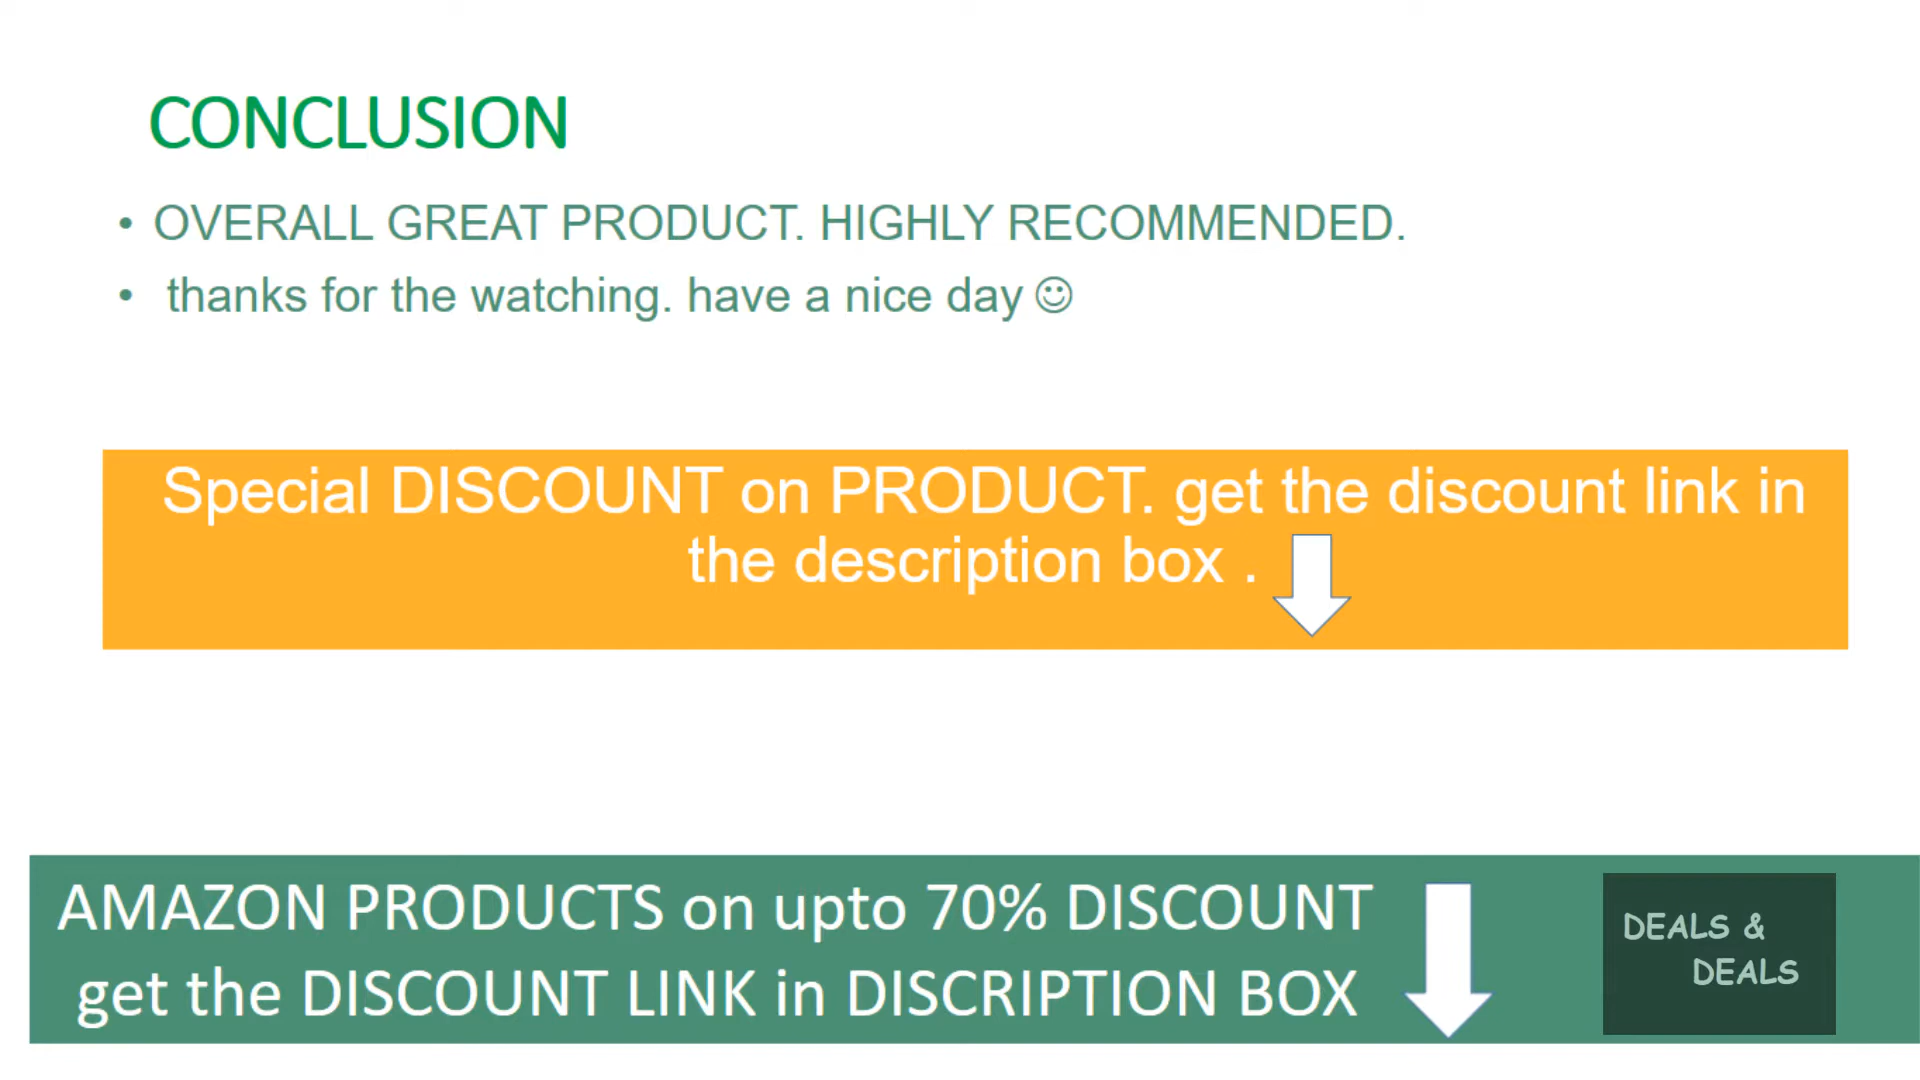 CONCLUSION
• OVERALL GREAT PRODUCT. HIGHLY RECOMMENDED.
• thanks for the watching. have a nice day ☺
Special DISCOUNT on PRODUCT. get the discount link in
the description box .
AMAZON PRODUCTS on upto 70% DISCOUNT
get the DISCOUNT LINK in DISCRIPTION BOX
DEALS &
DEALS